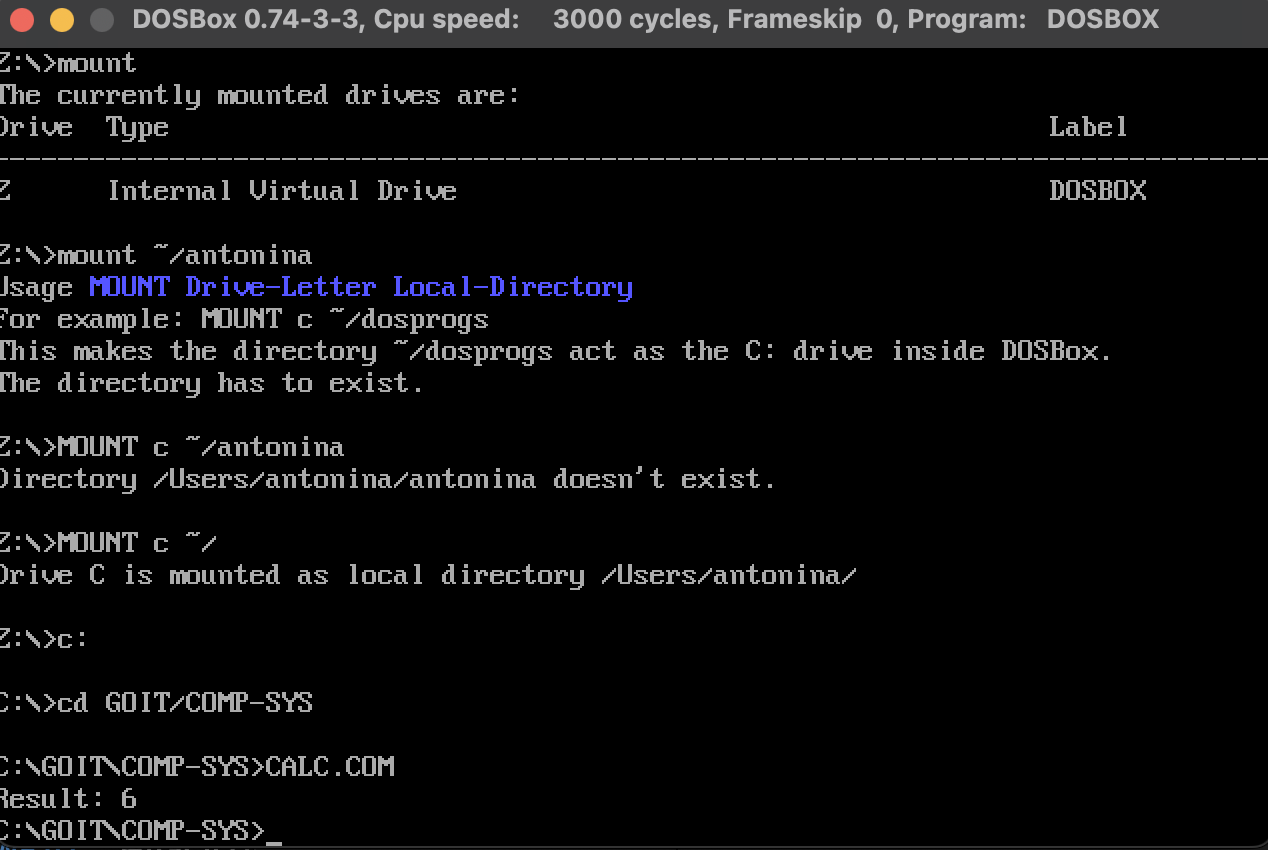 DOSBox 0.74-3-3, Cpu speed: 3000 cycles, Frameskip 0, Program: DOSBOX
Z:\>mount
The currently mounted drives are:
Drive Type Label
--------------------------------------------------------------------------------
Z Internal Virtual Drive DOSBOX
Z:\>mount ~/antonina
Usage MOUNT Drive-Letter Local-Directory
For example: MOUNT c ~/dosprogs
This makes the directory ~/dosprogs act as the C: drive inside DOSBox.
The directory has to exist.
Z:\>MOUNT c ~/antonina
Directory /Users/antonina/antonina doesn't exist.
Z:\>MOUNT c ~/
Drive C is mounted as local directory /Users/antonina/
Z:\>c:
C:\>cd GOIT/COMP-SYS
C:\GOIT\COMP-SYS>CALC.COM
Result: 6
C:\GOIT\COMP-SYS>_